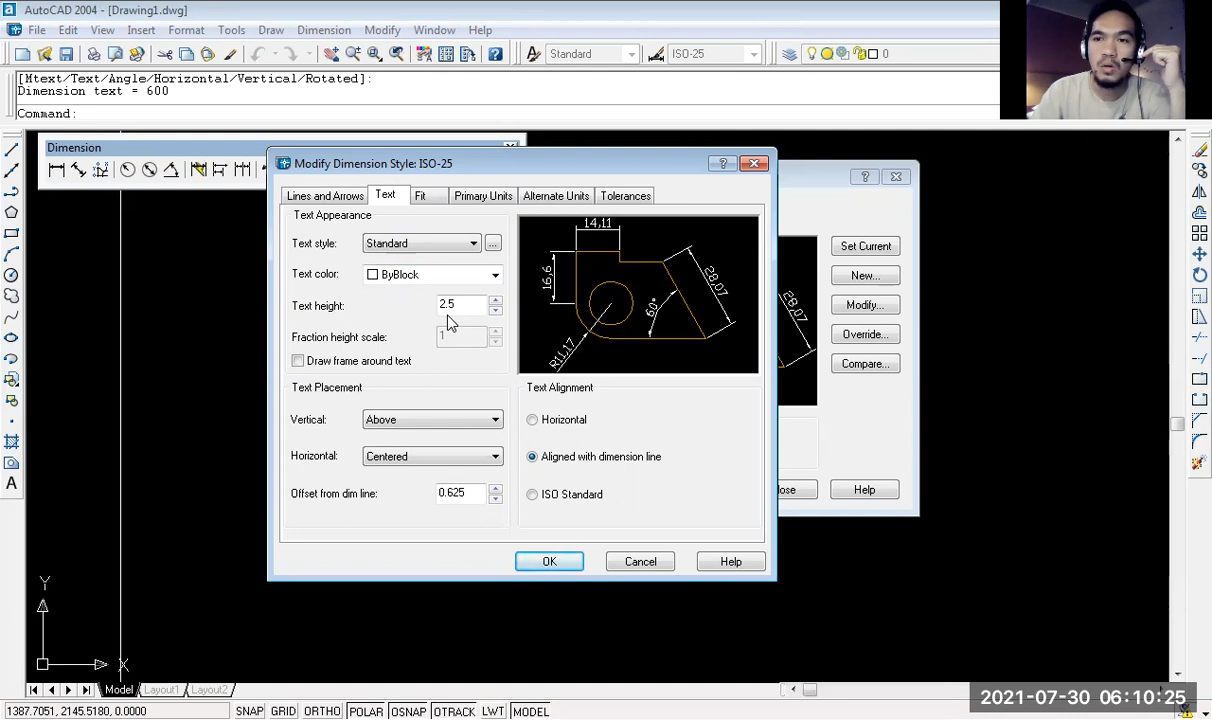 AutoCAD 2004 - [Drawing1.dwg]
File Edit View Insert Format Tools Draw Dimension Modify Window Help
Standard ISO-25 0
[Mtext/Text/Angle/Horizontal/Vertical/Rotated]:
Dimension text = 600
Command:
Dimension
Modify Dimension Style: ISO-25
Lines and Arrows Text Fit Primary Units Alternate Units Tolerances
Text Appearance
Text style: Standard ...
Text color: ByBlock
Text height: 2.5
Fraction height scale: 1
Draw frame around text
14,11
16,6
28,07
60°
R11,17
Text Placement
Vertical: Above
Horizontal: Centered
Offset from dim line: 0.625
Text Alignment
Horizontal
Aligned with dimension line
ISO Standard
OK Cancel Help
Set Current
New...
Modify...
Override...
Compare...
28,07
lose Help
Y
X
Model Layout1 Layout2
2021-07-30 06:10:25
1387.7051, 2145.5180, 0.0000 SNAP GRID ORTHO POLAR OSNAP OTRACK LWT MODEL